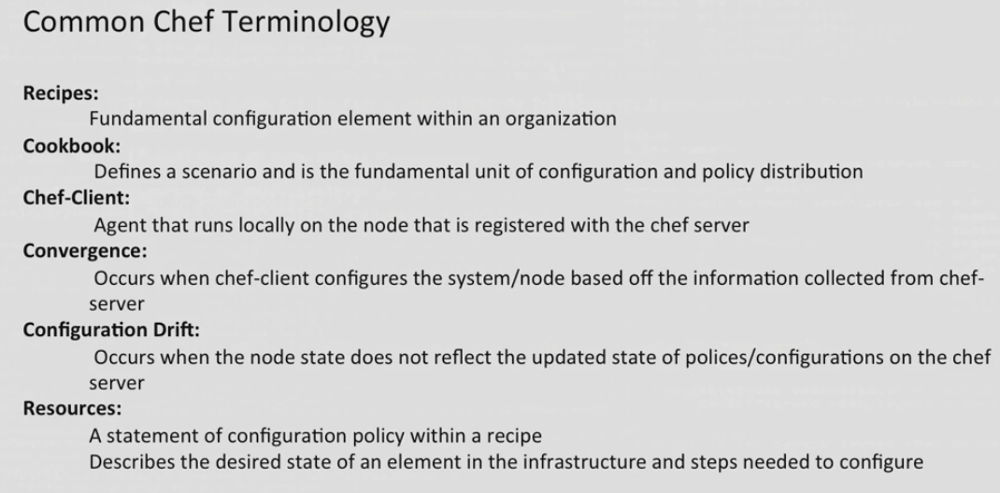 Common Chef Terminology
Recipes:
Fundamental configuration element within an organization
Cookbook:
Defines a scenario and is the fundamental unit of configuration and policy distribution
Chef-Client:
Agent that runs locally on the node that is registered with the chef server
Convergence:
Occurs when chef-client configures the system/node based off the information collected from chef-
server
Configuration Drift:
Occurs when the node state does not reflect the updated state of polices/configurations on the chef
server
Resources:
A statement of configuration policy within a recipe
Describes the desired state of an element in the infrastructure and steps needed to configure